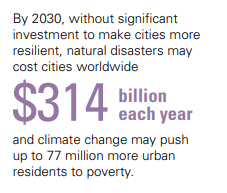 By 2030, without significant
investment to make cities more
resilient, natural disasters may
cost cities worldwide
$314 billion
each year
and climate change may push
up to 77 million more urban
residents to poverty.